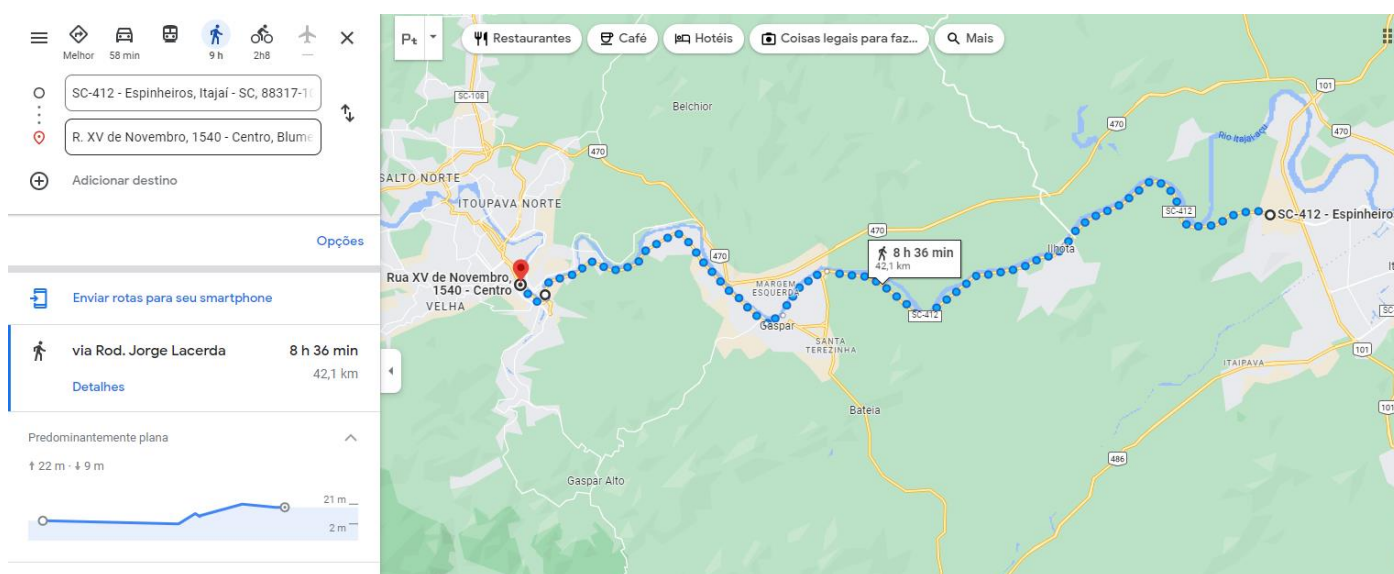 Melhor
58 min
9 h
2h8
—
SC-412 - Espinheiros, Itajaí - SC, 88317-10
R. XV de Novembro, 1540 - Centro, Blume
Adicionar destino
Opções
Enviar rotas para seu smartphone
via Rod. Jorge Lacerda
8 h 36 min
42,1 km
Detalhes
Predominantemente plana
22 m · 9 m
21 m
2 m
Restaurantes
Café
Hotéis
Coisas legais para faz...
Mais
SC-108
Belchior
101
470
470
Rio Itajaí-açu
470
SALTO NORTE
ITOUPAVA NORTE
SC-412
SC-412 - Espinheiro
470
8 h 36 min
42,1 km
Ilhota
470
Rua XV de Novembro,
1540 - Centro
VELHA
MARGEM
ESQUERDA
SC-412
Gaspar
SANTA
TEREZINHA
It
SC-
101
ITAIPAVA
Bateia
101
486
Gaspar Alto